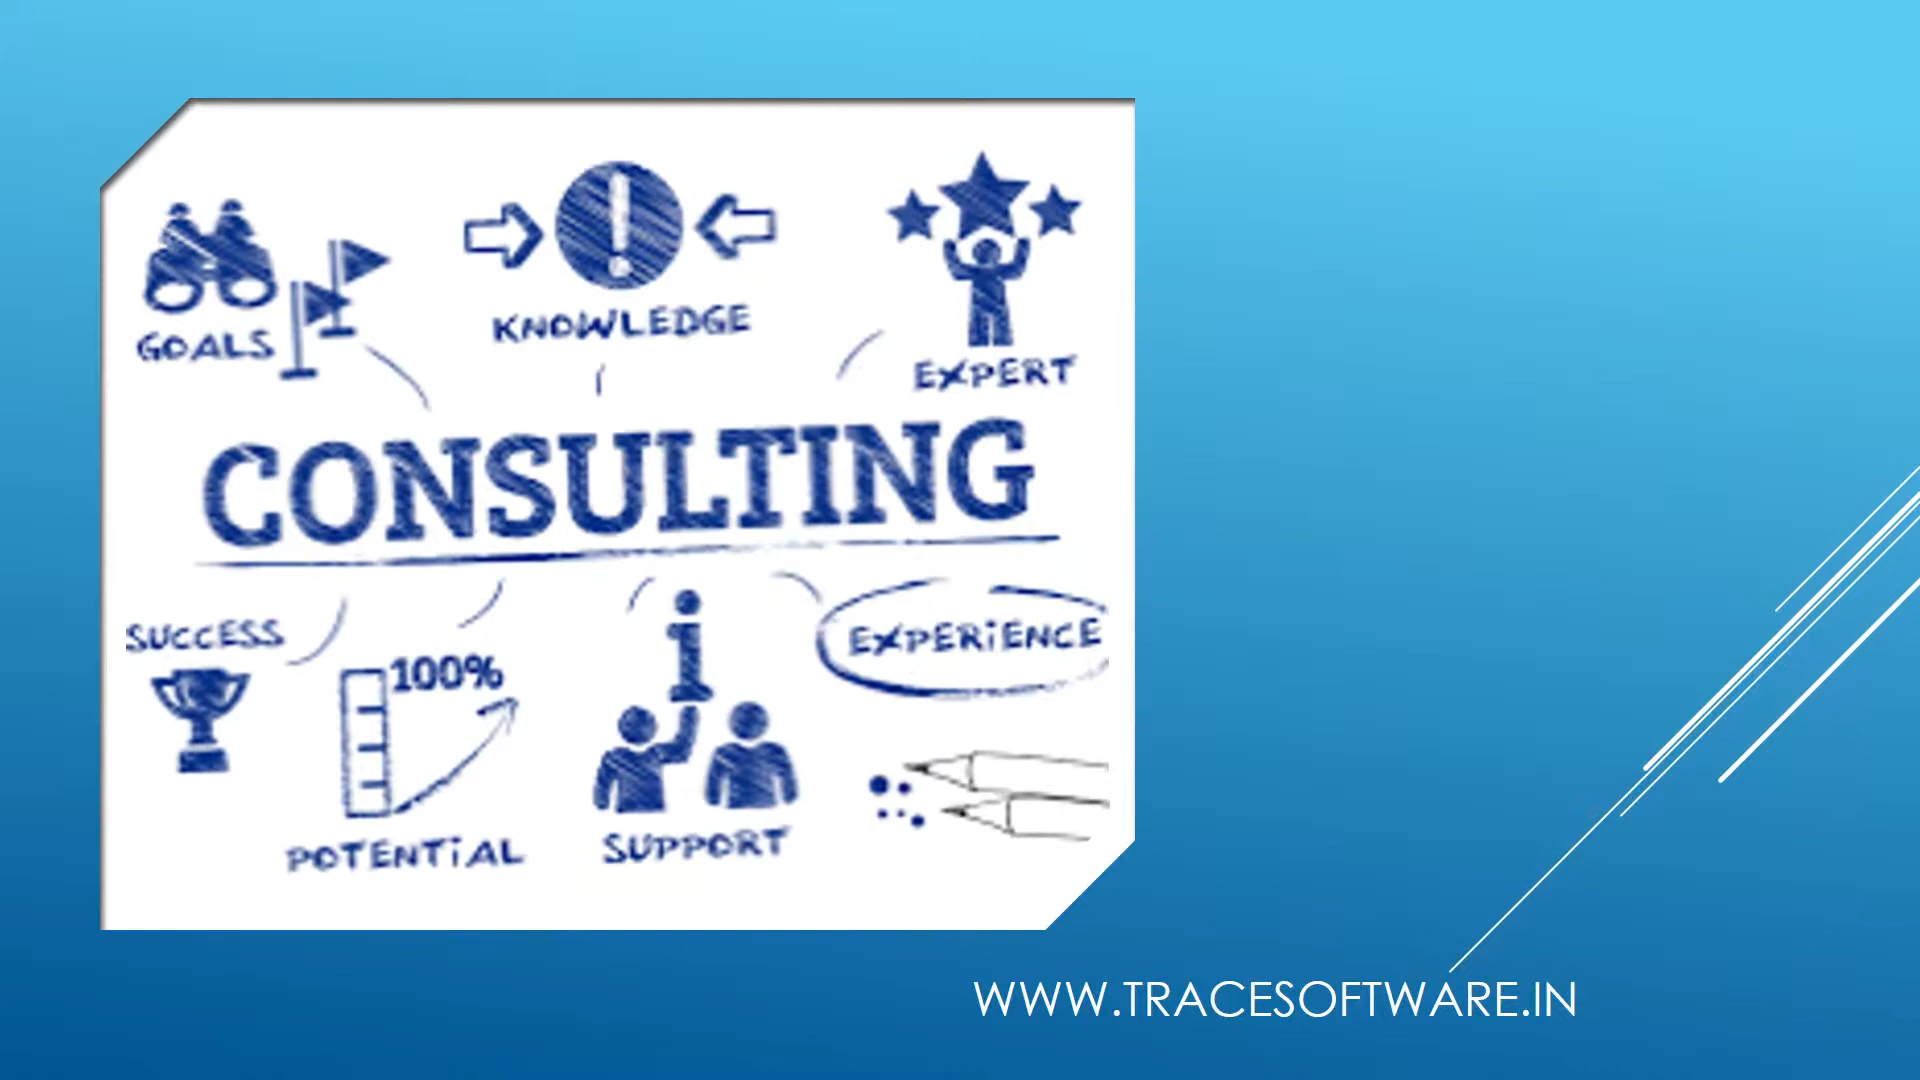 GOALS
KNOWLEDGE
EXPERT
CONSULTING
SUCCESS
100%
EXPERiENCE
POTENTiAL
SUPPORT
WWW.TRACESOFTWARE.IN